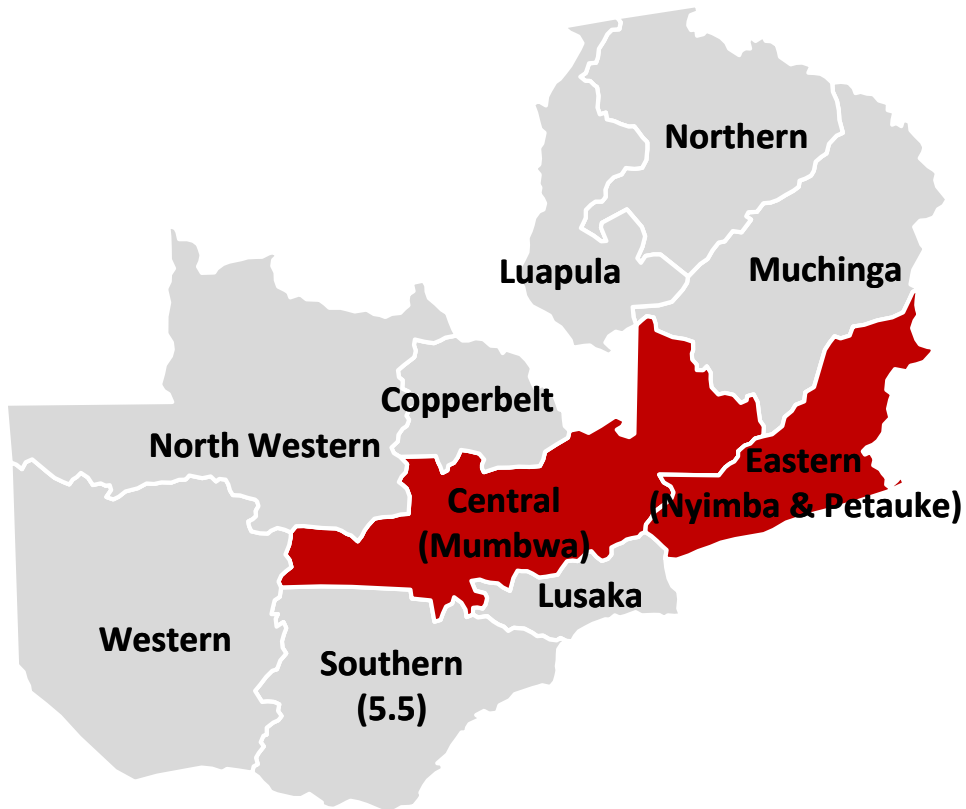 Northern
Luapula
Muchinga
Copperbelt
North Western
Eastern
(Nyimba & Petauke)
Central
(Mumbwa)
Lusaka
Western
Southern
(5.5)